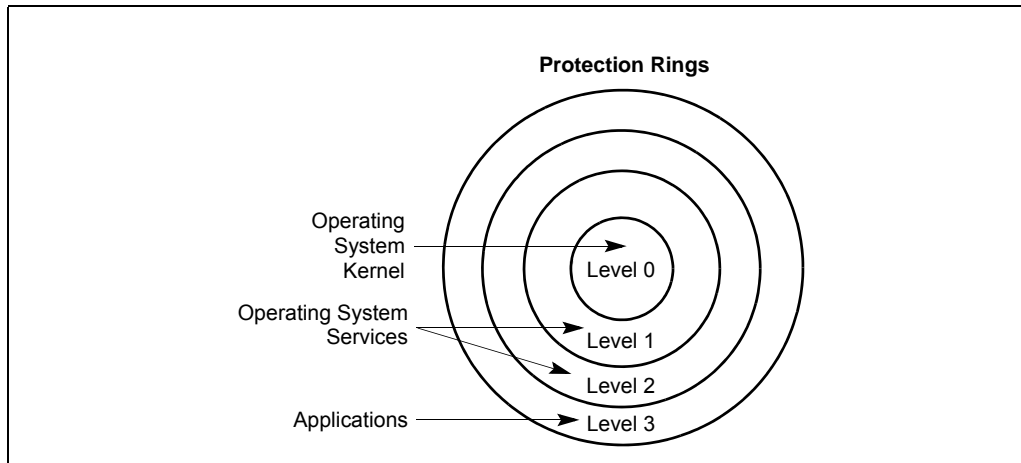 Protection Rings
Operating
System
Kernel
Level 0
Operating System
Services
Level 1
Level 2
Applications
Level 3